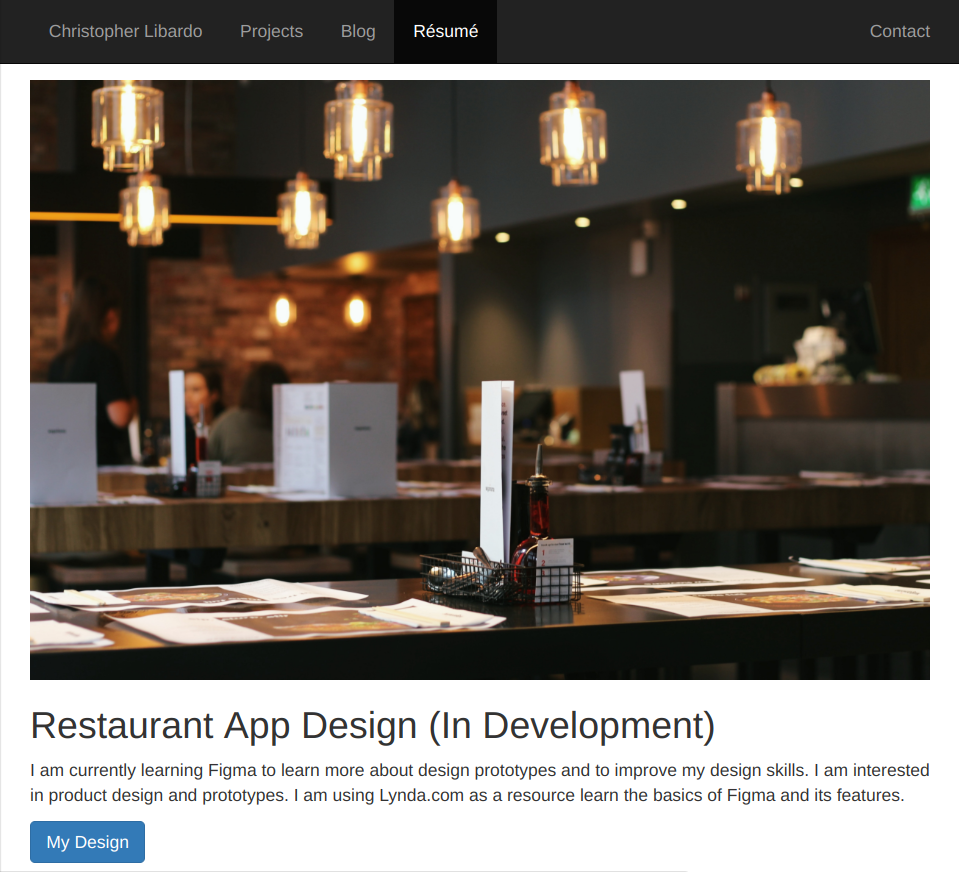 Christopher Libardo Projects Blog Résumé Contact
Restaurant App Design (In Development)
I am currently learning Figma to learn more about design prototypes and to improve my design skills. I am interested
in product design and prototypes. I am using Lynda.com as a resource learn the basics of Figma and its features.
My Design